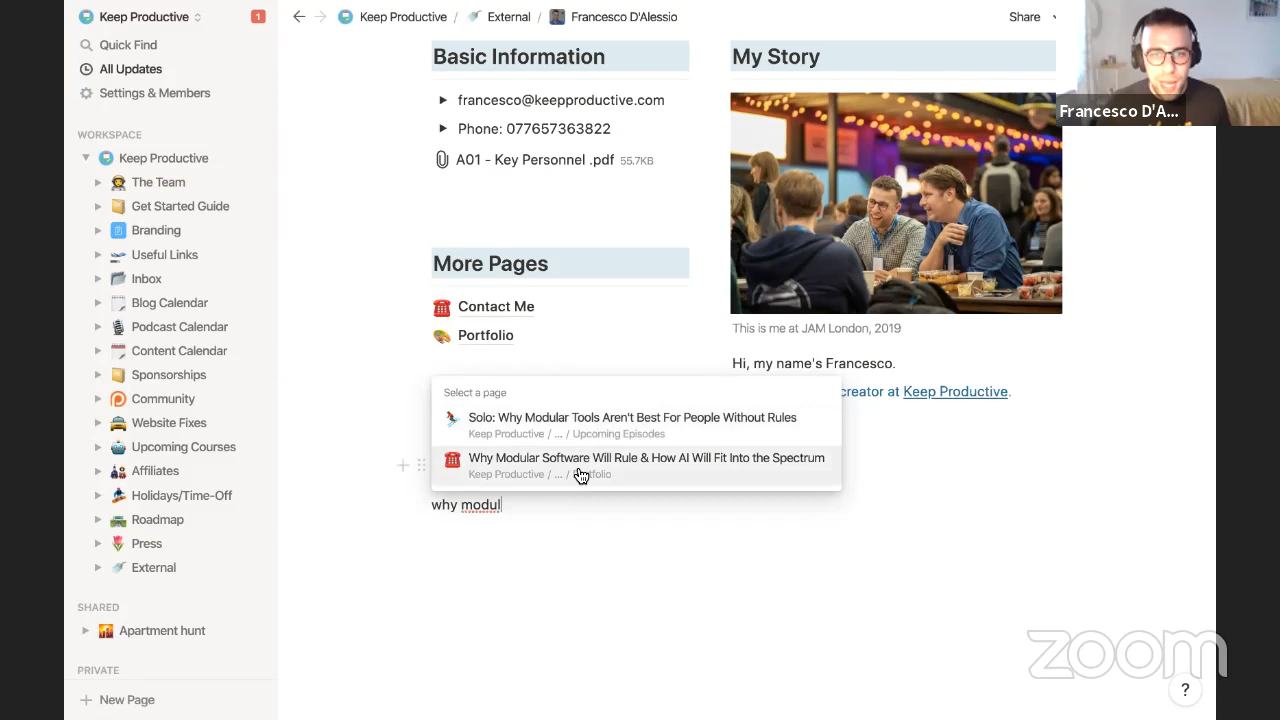 Keep Productive
1
Quick Find
All Updates
Settings & Members
WORKSPACE
Keep Productive
The Team
Get Started Guide
Branding
Useful Links
Inbox
Blog Calendar
Podcast Calendar
Content Calendar
Sponsorships
Community
Website Fixes
Upcoming Courses
Affiliates
Holidays/Time-Off
Roadmap
Press
External
SHARED
Apartment hunt
PRIVATE
New Page
Keep Productive / External / Francesco D'Alessio
Share
Basic Information
francesco@keepproductive.com
Phone: 077657363822
A01 - Key Personnel .pdf 55.7KB
More Pages
Contact Me
Portfolio
My Story
This is me at JAM London, 2019
Hi, my name's Francesco.
creator at Keep Productive.
Select a page
Solo: Why Modular Tools Aren't Best For People Without Rules
Keep Productive / ... / Upcoming Episodes
Why Modular Software Will Rule & How AI Will Fit Into the Spectrum
Keep Productive / ... / Portfolio
why modul
Francesco D'A...
zoom
?